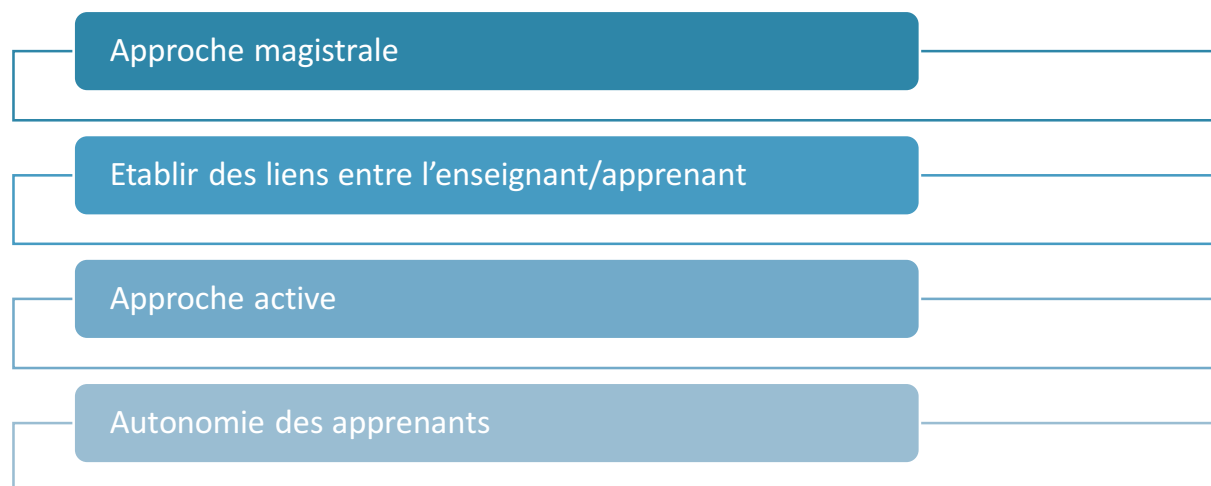 Approche magistrale
Etablir des liens entre l’enseignant/apprenant
Approche active
Autonomie des apprenants